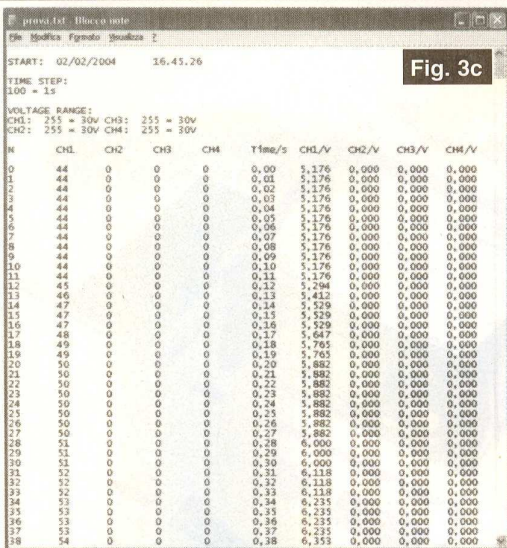 prova.txt - Blocco note
File Modifica Formato Visualizza ?
Fig. 3c
START: 02/02/2004 16.45.26
TIME STEP:
100 = 1s
VOLTAGE RANGE:
CH1: 255 = 30V CH3: 255 = 30V
CH2: 255 = 30V CH4: 255 = 30V
N CH1 CH2 CH3 CH4 Time/s CH1/V CH2/V CH3/V CH4/V
0 44 0 0 0 0,00 5,176 0,000 0,000 0,000
1 44 0 0 0 0,01 5,176 0,000 0,000 0,000
2 44 0 0 0 0,02 5,176 0,000 0,000 0,000
3 44 0 0 0 0,03 5,176 0,000 0,000 0,000
4 44 0 0 0 0,04 5,176 0,000 0,000 0,000
5 44 0 0 0 0,05 5,176 0,000 0,000 0,000
6 44 0 0 0 0,06 5,176 0,000 0,000 0,000
7 44 0 0 0 0,07 5,176 0,000 0,000 0,000
8 44 0 0 0 0,08 5,176 0,000 0,000 0,000
9 44 0 0 0 0,09 5,176 0,000 0,000 0,000
10 44 0 0 0 0,10 5,176 0,000 0,000 0,000
11 44 0 0 0 0,11 5,176 0,000 0,000 0,000
12 45 0 0 0 0,12 5,294 0,000 0,000 0,000
13 46 0 0 0 0,13 5,412 0,000 0,000 0,000
14 47 0 0 0 0,14 5,529 0,000 0,000 0,000
15 47 0 0 0 0,15 5,529 0,000 0,000 0,000
16 47 0 0 0 0,16 5,529 0,000 0,000 0,000
17 48 0 0 0 0,17 5,647 0,000 0,000 0,000
18 49 0 0 0 0,18 5,765 0,000 0,000 0,000
19 49 0 0 0 0,19 5,765 0,000 0,000 0,000
20 50 0 0 0 0,20 5,882 0,000 0,000 0,000
21 50 0 0 0 0,21 5,882 0,000 0,000 0,000
22 50 0 0 0 0,22 5,882 0,000 0,000 0,000
23 50 0 0 0 0,23 5,882 0,000 0,000 0,000
24 50 0 0 0 0,24 5,882 0,000 0,000 0,000
25 50 0 0 0 0,25 5,882 0,000 0,000 0,000
26 50 0 0 0 0,26 5,882 0,000 0,000 0,000
27 50 0 0 0 0,27 5,882 0,000 0,000 0,000
28 51 0 0 0 0,28 6,000 0,000 0,000 0,000
29 51 0 0 0 0,29 6,000 0,000 0,000 0,000
30 51 0 0 0 0,30 6,000 0,000 0,000 0,000
31 52 0 0 0 0,31 6,118 0,000 0,000 0,000
32 52 0 0 0 0,32 6,118 0,000 0,000 0,000
33 52 0 0 0 0,33 6,118 0,000 0,000 0,000
34 53 0 0 0 0,34 6,235 0,000 0,000 0,000
35 53 0 0 0 0,35 6,235 0,000 0,000 0,000
36 53 0 0 0 0,36 6,235 0,000 0,000 0,000
37 53 0 0 0 0,37 6,235 0,000 0,000 0,000
38 54 0 0 0 0,38 6,353 0,000 0,000 0,000